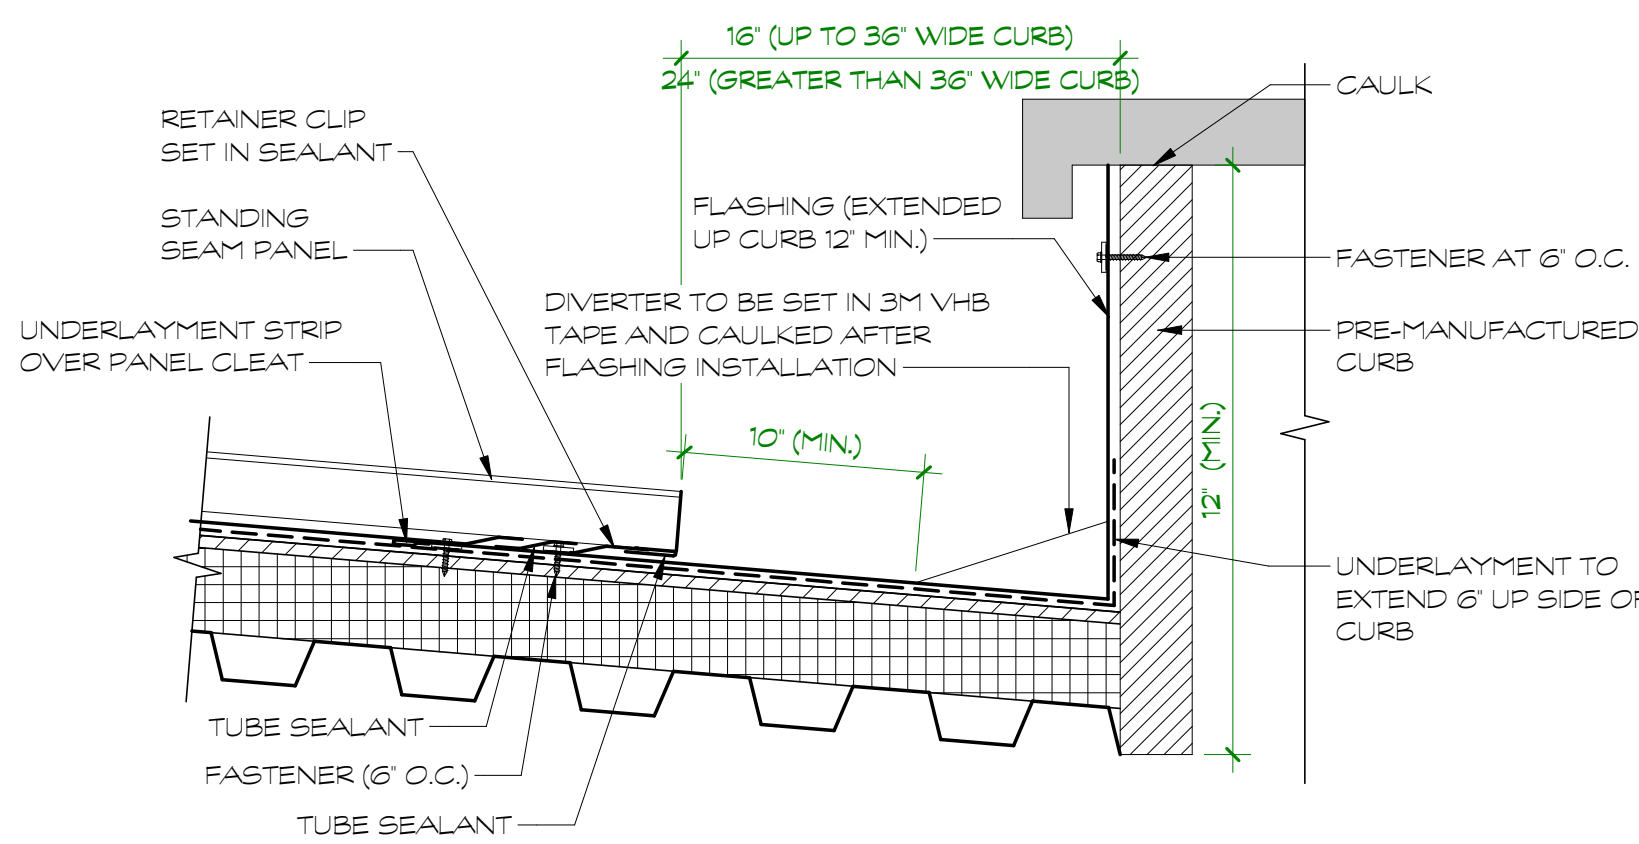 16" (UP TO 36" WIDE CURB)
24" (GREATER THAN 36" WIDE CURB)
CAULK
RETAINER CLIP
SET IN SEALANT
STANDING
SEAM PANEL
FLASHING (EXTENDED
UP CURB 12" MIN.)
FASTENER AT 6" O.C.
DIVERTER TO BE SET IN 3M VHB
TAPE AND CAULKED AFTER
FLASHING INSTALLATION
UNDERLAYMENT STRIP
OVER PANEL CLEAT
PRE-MANUFACTURED
CURB
10" (MIN.)
12" (MIN.)
UNDERLAYMENT TO
EXTEND 6" UP SIDE OF
CURB
TUBE SEALANT
FASTENER (6" O.C.)
TUBE SEALANT